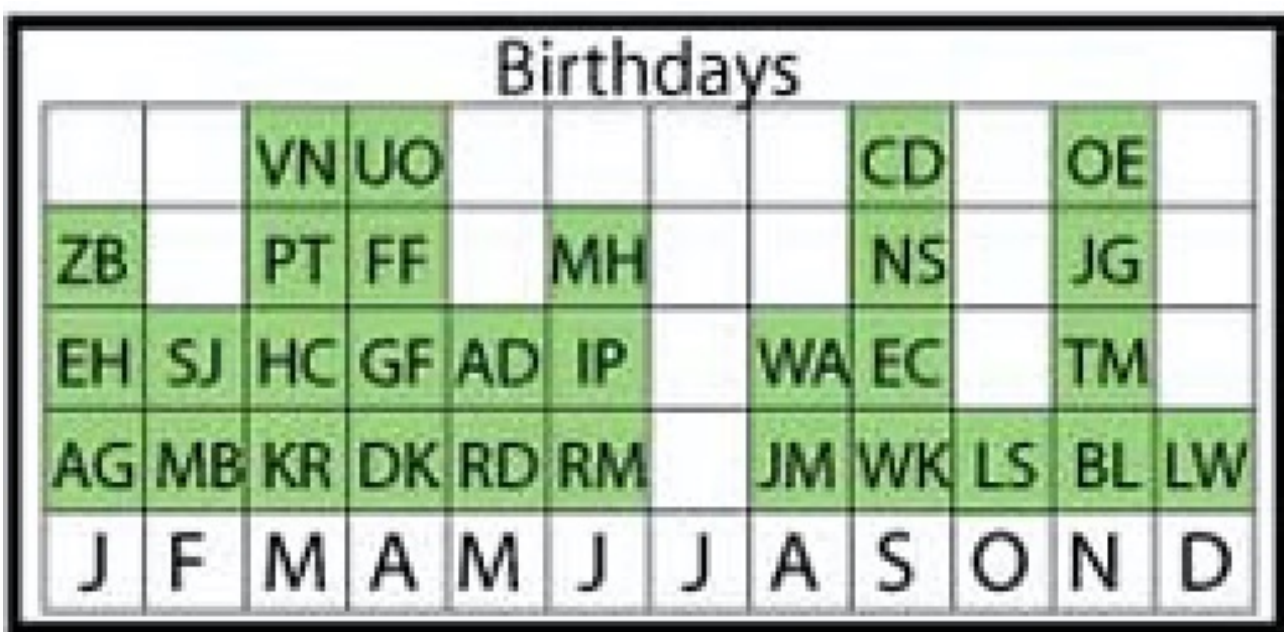 Birthdays
VN UO CD OE
ZB PT FF MH NS JG
EH SJ HC GF AD IP WA EC TM
AG MB KR DK RD RM JM WK LS BL LW
J F M A M J J A S O N D